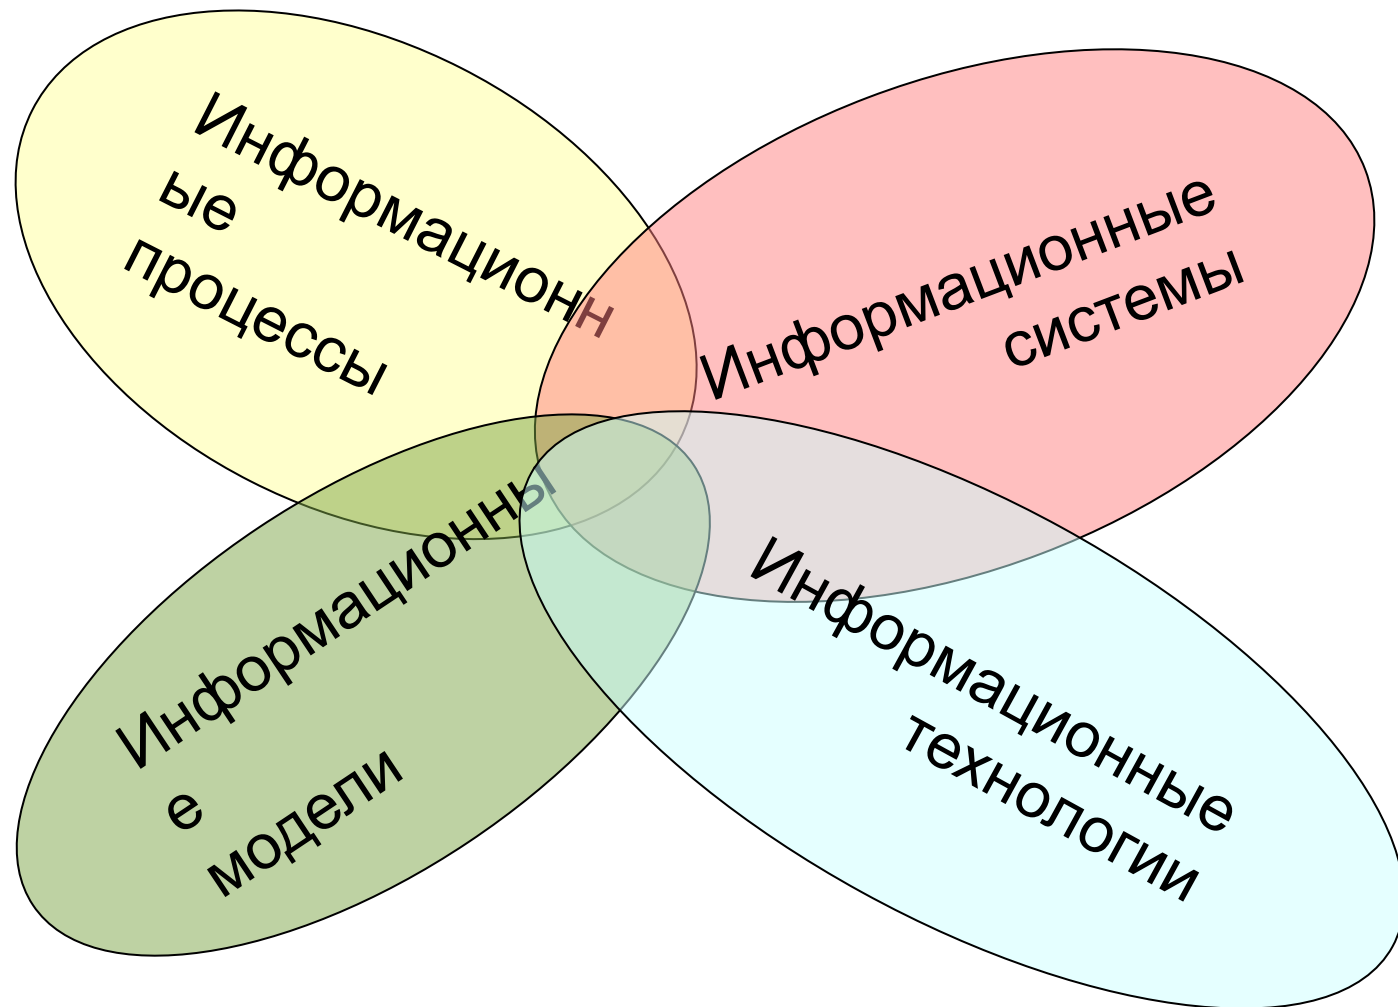 Информационн
ые
процессы
Информационные
системы
Информационны
е
модели
Информационные
технологии